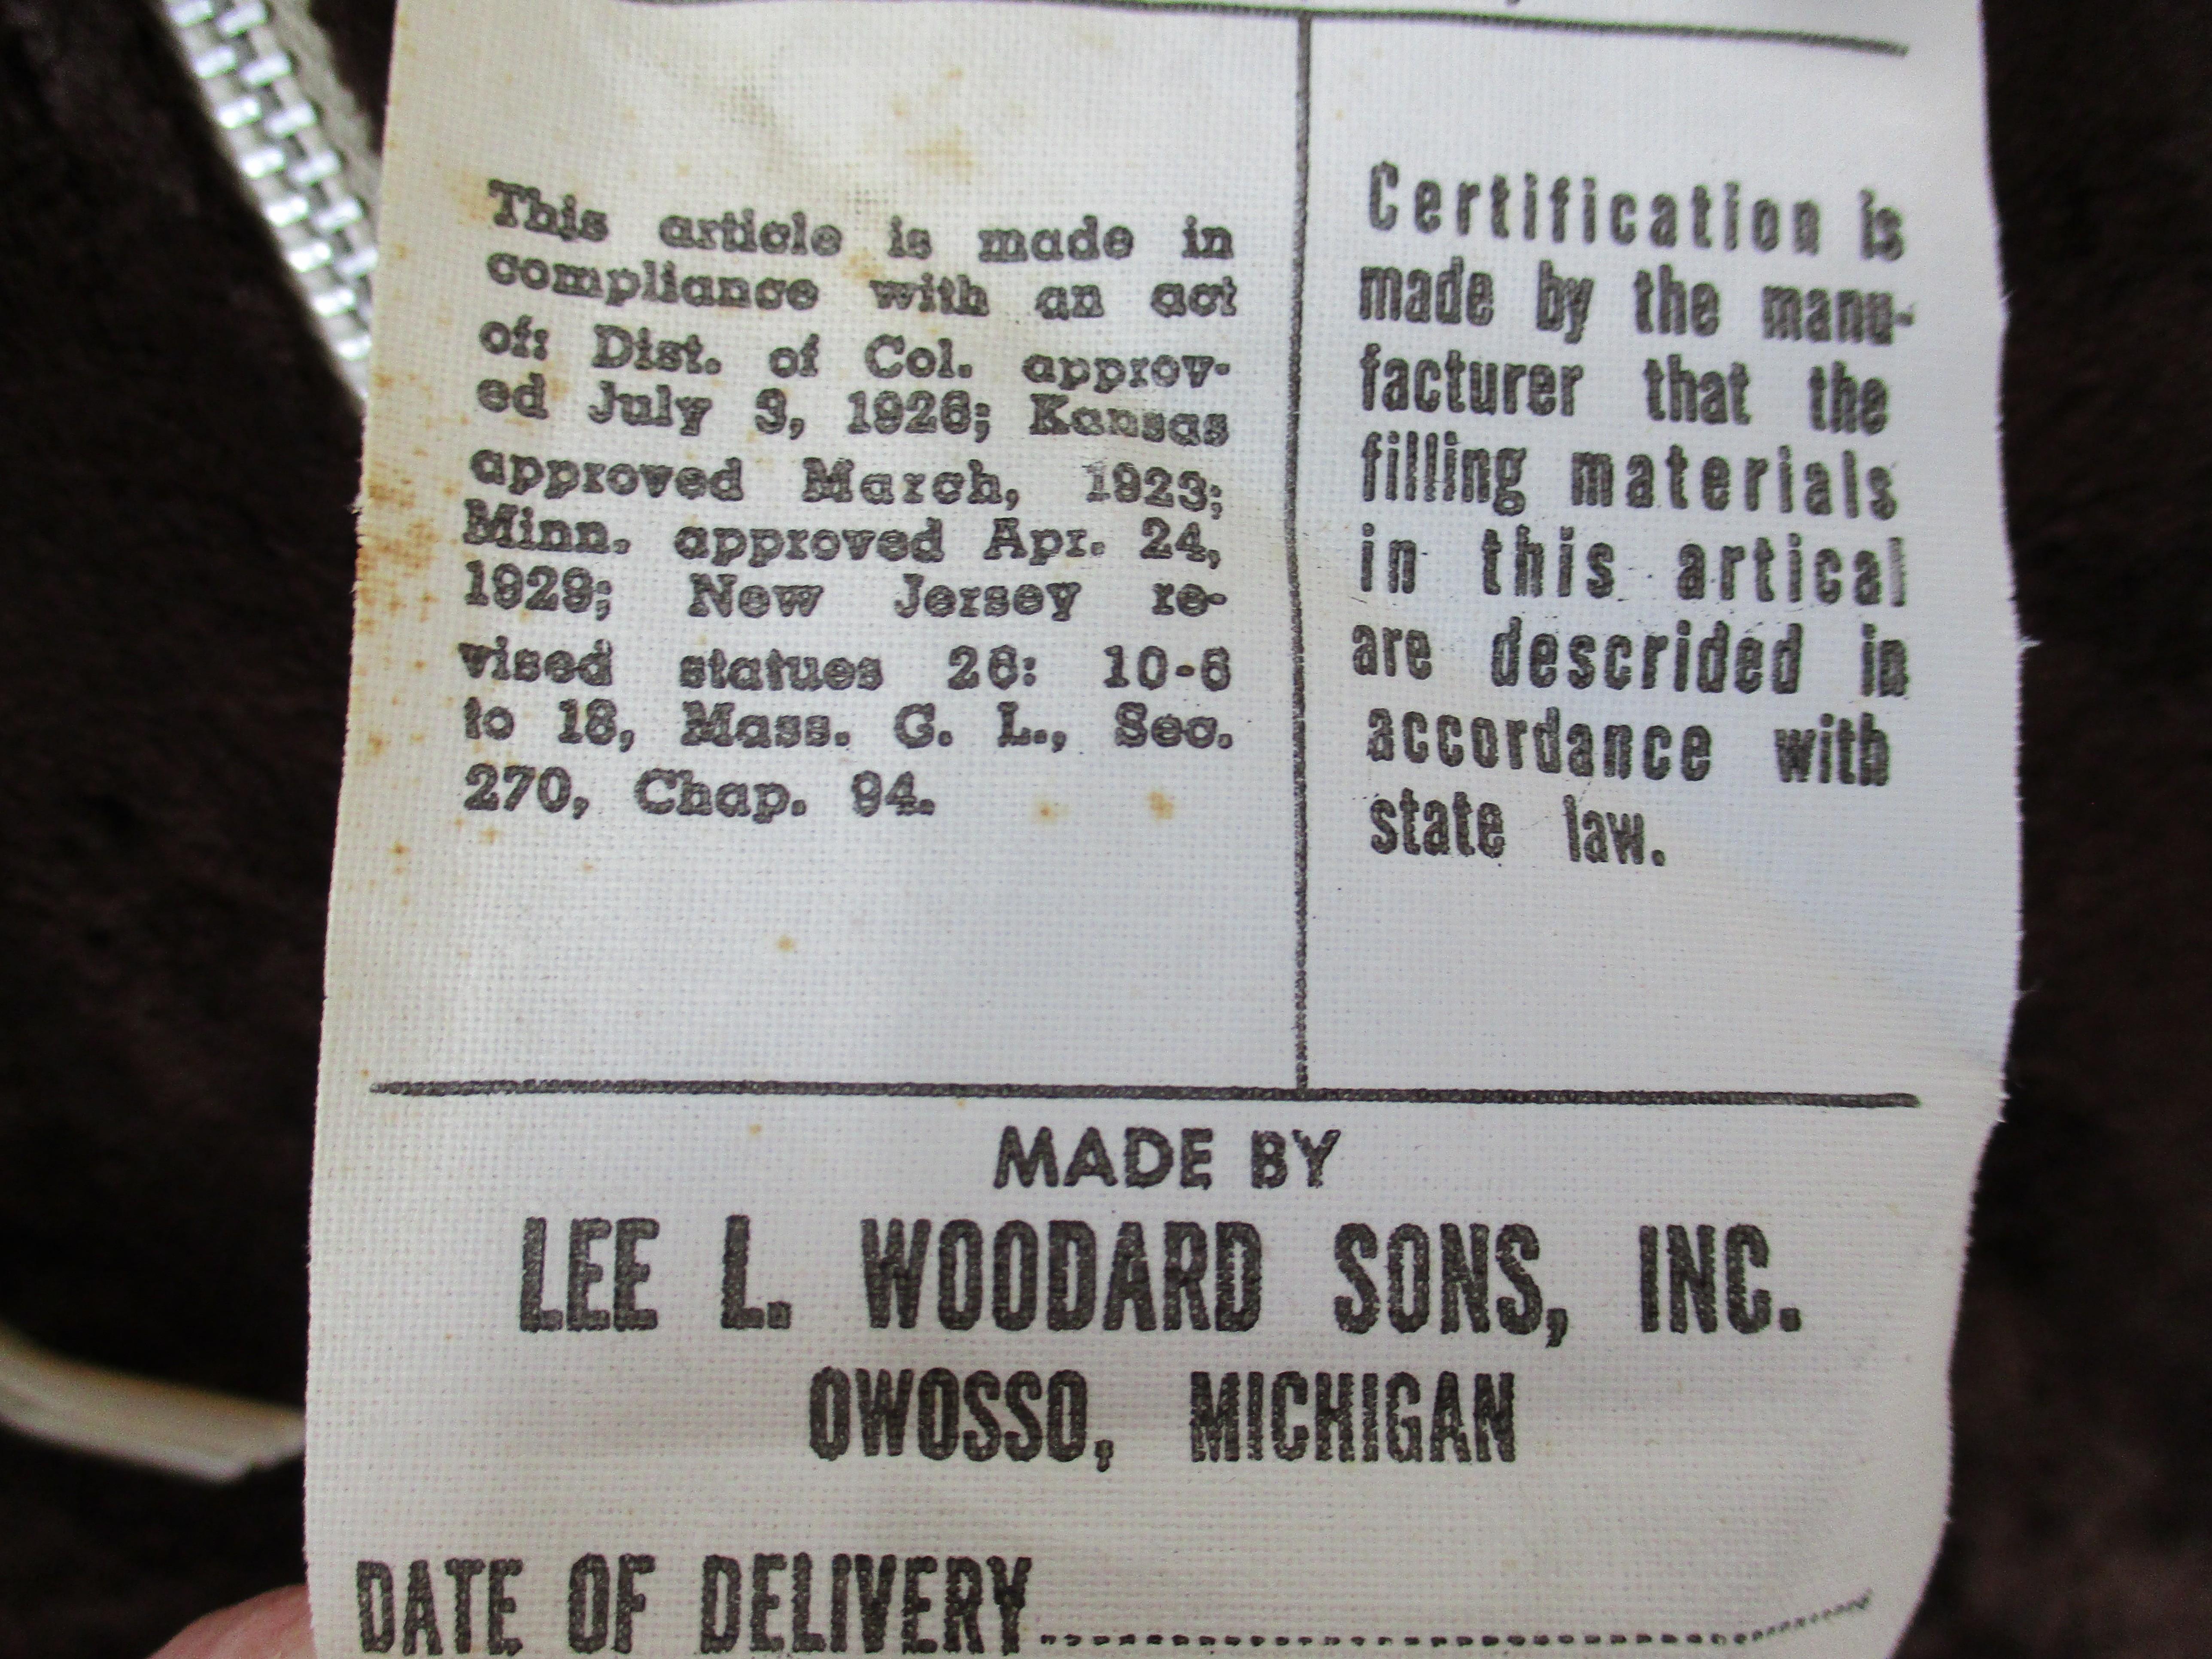 This article is made in
compliance with an act
of: Dist. of Col. approv-
ed July 3, 1926; Kansas
approved March, 1923;
Minn. approved Apr. 24,
1929; New Jersey re-
vised statues 26: 10-6
to 18, Mass. G. L., Sec.
270, Chap. 94.
Certification is
made by the manu-
facturer that the
filling materials
in this artical
are descrided in
accordance with
state law.
MADE BY
LEE L. WOODARD SONS, INC.
OWOSSO, MICHIGAN
DATE OF DELIVERY